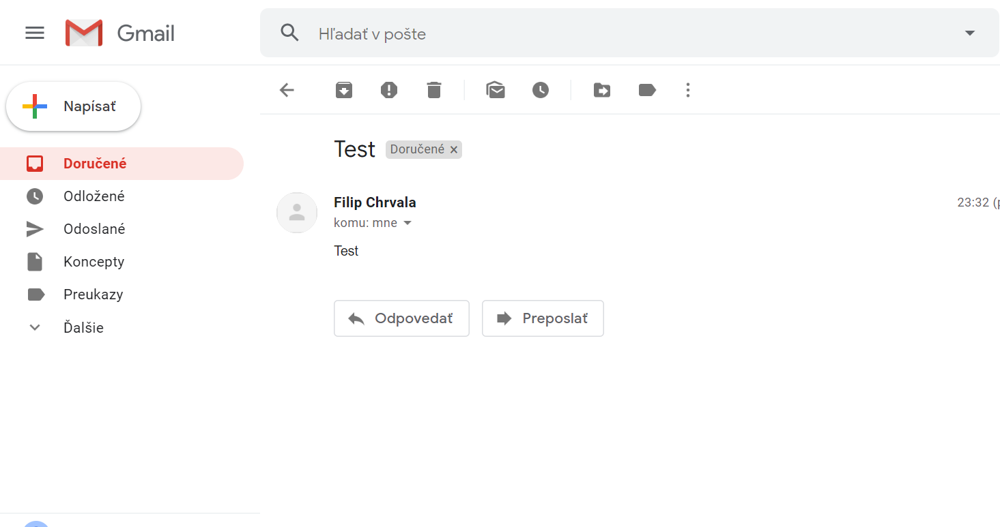 Gmail
Hľadať v pošte
Napísať
Doručené
Odložené
Odoslané
Koncepty
Preukazy
Ďalšie
Test Doručené ×
Filip Chrvala 23:32
komu: mne
Test
Odpovedať Preposlať